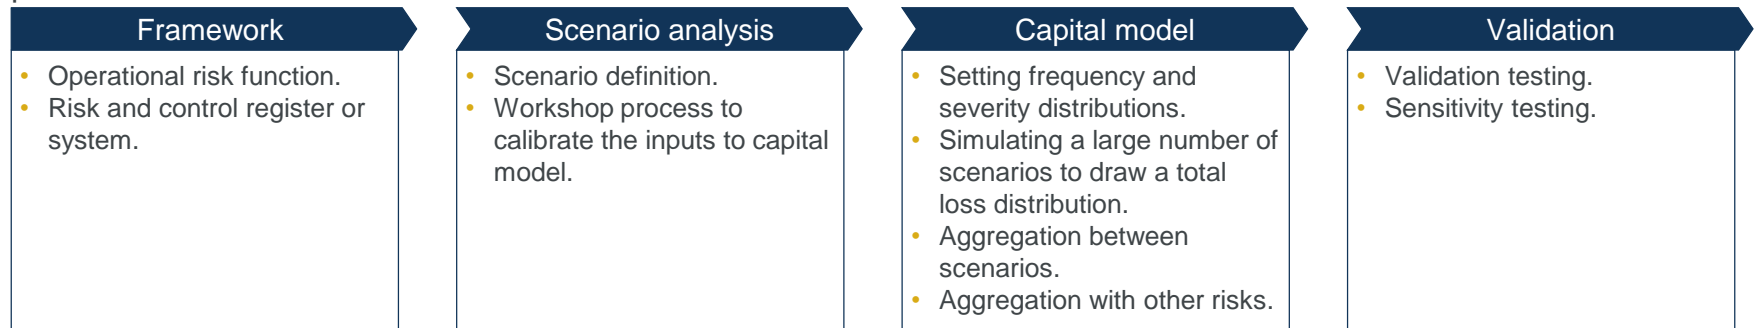 Framework
• Operational risk function.
• Risk and control register or
system.
Scenario analysis
• Scenario definition.
• Workshop process to
calibrate the inputs to capital
model.
Capital model
• Setting frequency and
severity distributions.
• Simulating a large number of
scenarios to draw a total
loss distribution.
• Aggregation between
scenarios.
• Aggregation with other risks.
Validation
• Validation testing.
• Sensitivity testing.